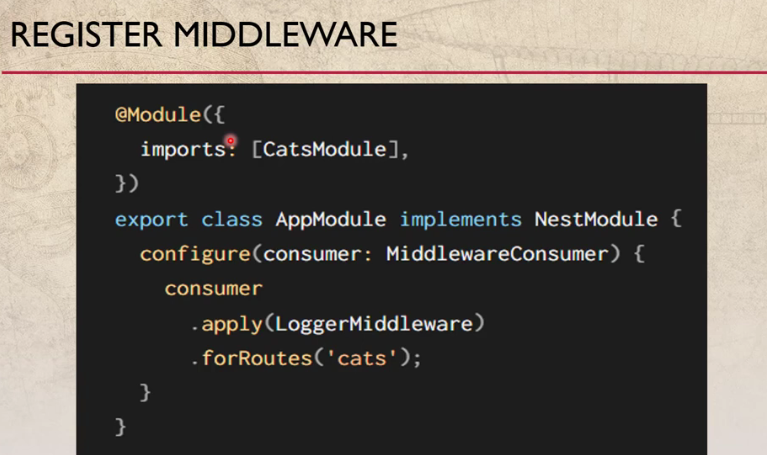 REGISTER MIDDLEWARE
@Module({
  imports: [CatsModule],
})
export class AppModule implements NestModule {
  configure(consumer: MiddlewareConsumer) {
    consumer
      .apply(LoggerMiddleware)
      .forRoutes('cats');
  }
}